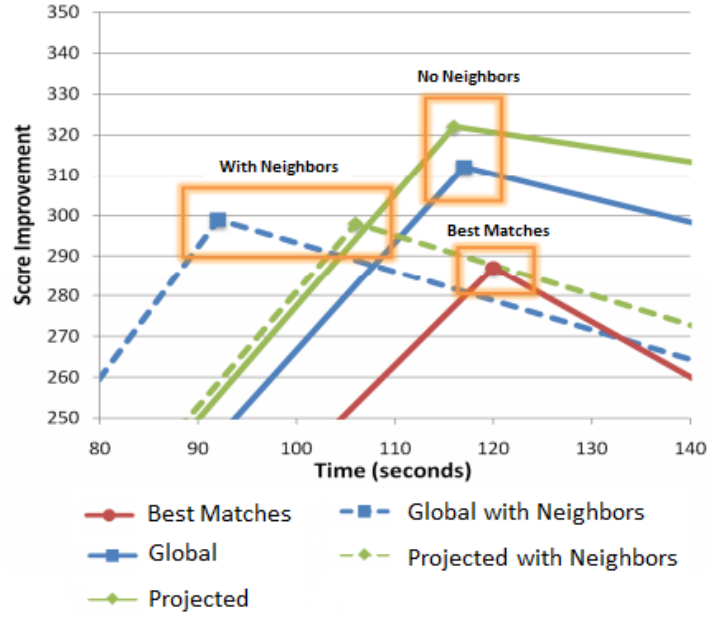 350
340
330
320
310
300
290
280
270
260
250
Score Improvement
No Neighbors
With Neighbors
Best Matches
80 90 100 110 120 130 140
Time (seconds)
Best Matches
Global with Neighbors
Global
Projected with Neighbors
Projected